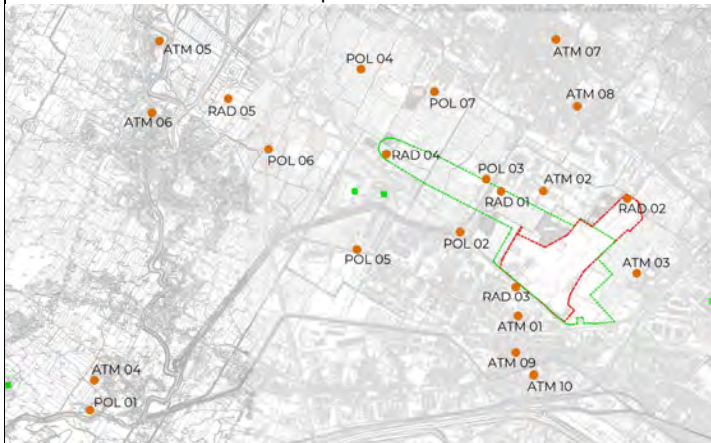 ATM 05
ATM 07
POL 04
ATM 08
POL 07
RAD 05
ATM 06
POL 06
RAD 04
POL 03
ATM 02
RAD 01
RAD 02
POL 02
POL 05
ATM 03
RAD 03
ATM 01
ATM 09
ATM 04
ATM 10
POL 01